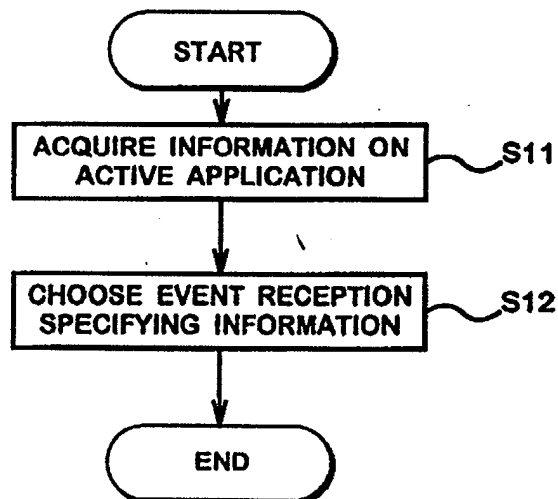 START
ACQUIRE INFORMATION ON
ACTIVE APPLICATION
S11
CHOOSE EVENT RECEPTION
SPECIFYING INFORMATION
S12
END